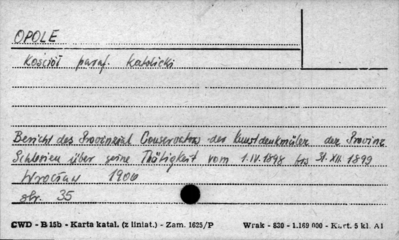 OPOLE
Kościół paraf. katolicki
Bericht des Provinzial Conservators der Kunstdenkmäler der Provinz
Schlesien über seine Thätigkeit vom 1.IV.1898 bis 31.XII 1899
Wrocław 1900
str. 35
CWD - B 15b - Karta katal. (z liniat.) - Zam. 1625/P Wrak - 830 - 1.169 000 - Kart. 5 kl. A1